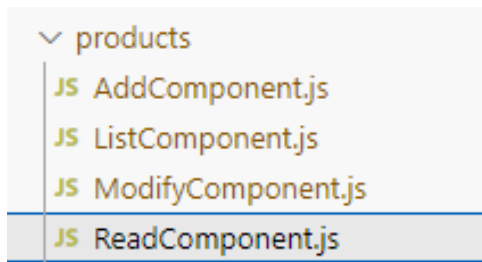 products
JS AddComponent.js
JS ListComponent.js
JS ModifyComponent.js
JS ReadComponent.js